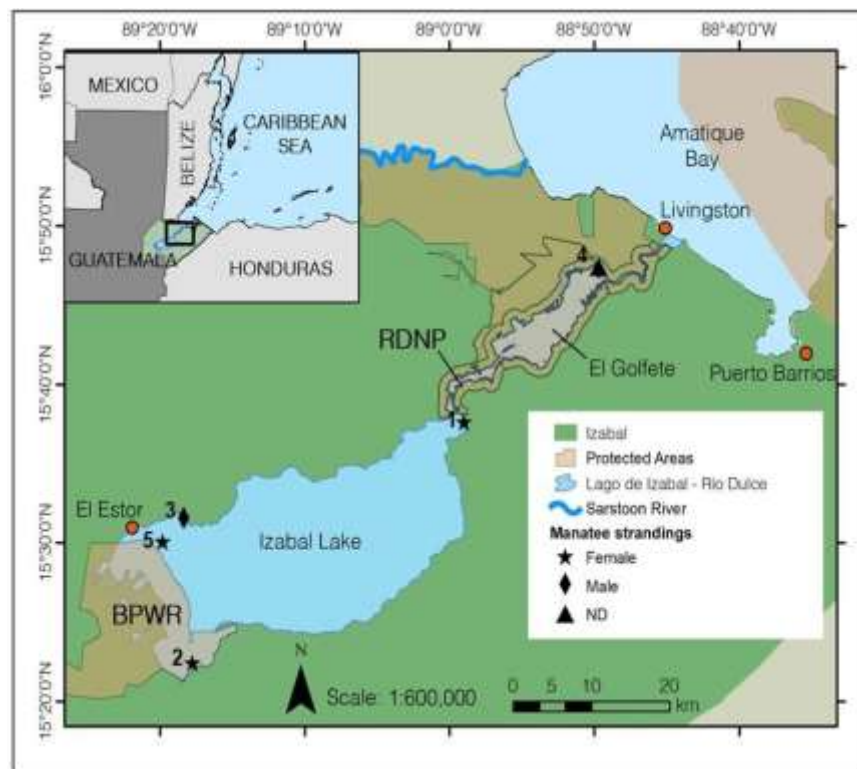 89°20'0"W 89°10'0"W 89°0'0"W 88°50'0"W 88°40'0"W
16°0'0"N
15°50'0"N
15°40'0"N
15°30'0"N
15°20'0"N
MEXICO
BELIZE
CARIBBEAN
SEA
GUATEMALA
HONDURAS
Amatique
Bay
Livingston
4
RDNP
El Golfete
Puerto Barrios
1
El Estor
3
5
Izabal Lake
BPWR
2
Izabal
Protected Areas
Lago de Izabal - Rio Dulce
Sarstoon River
Manatee strandings
Female
Male
ND
N
Scale: 1:600,000
0 5 10 20
km